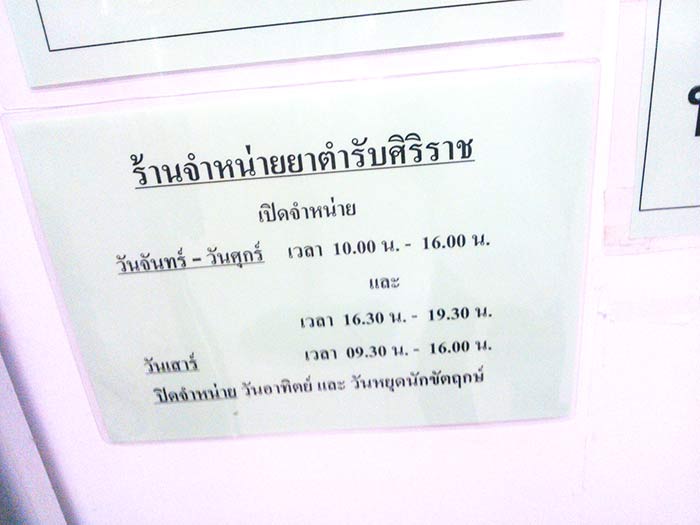 ร้านจำหน่ายยาตำรับศิริราช
เปิดจำหน่าย
วันจันทร์ - วันศุกร์ เวลา 10.00 น. - 16.00 น.
และ
เวลา 16.30 น. - 19.30 น.
วันเสาร์ เวลา 09.30 น. - 16.00 น.
ปิดจำหน่าย วันอาทิตย์ และ วันหยุดนักขัตฤกษ์